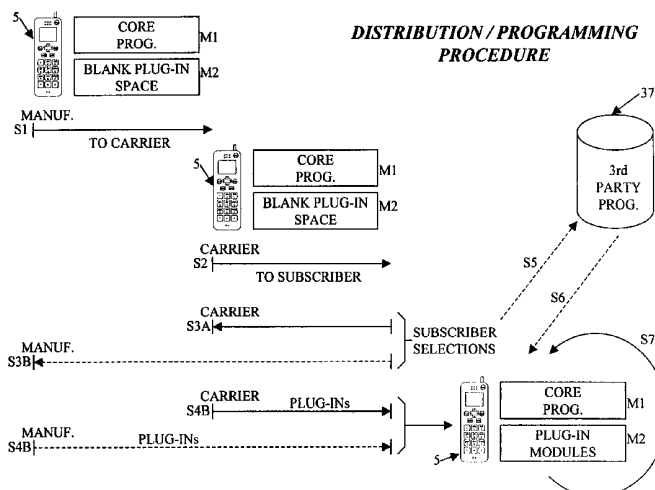 DISTRIBUTION / PROGRAMMING
PROCEDURE
5
CORE
PROG.
M1
BLANK PLUG-IN
SPACE
M2
MANUF.
S1
TO CARRIER
37
3rd
PARTY
PROG.
5
CORE
PROG.
M1
BLANK PLUG-IN
SPACE
M2
CARRIER
S2
TO SUBSCRIBER
S5
S6
CARRIER
S3A
SUBSCRIBER
SELECTIONS
MANUF.
S3B
S7
CARRIER
S4B
PLUG-INs
MANUF.
S4B
PLUG-INs
5
CORE
PROG.
M1
PLUG-IN
MODULES
M2